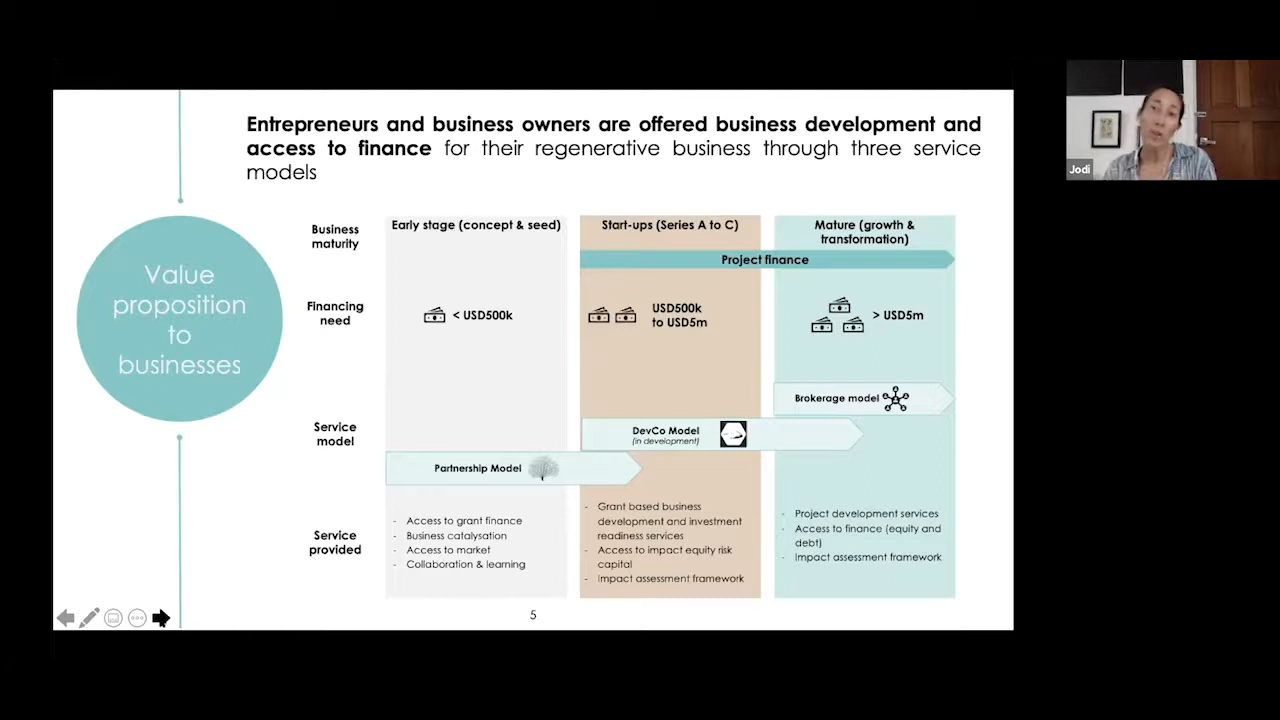 Entrepreneurs and business owners are offered business development and
access to finance for their regenerative business through three service
models
Value
proposition
to
businesses
Business
maturity
Early stage (concept & seed)
Start-ups (Series A to C)
Mature (growth &
transformation)
Project finance
Financing
need
< USD500k
USD500k
to USD5m
> USD5m
Service
model
Brokerage model
DevCo Model
(in development)
Partnership Model
Service
provided
- Access to grant finance
- Business catalysation
- Access to market
- Collaboration & learning
- Grant based business
development and investment
readiness services
- Access to impact equity risk
capital
- Impact assessment framework
- Project development services
- Access to finance (equity and
debt)
- Impact assessment framework
5
Jodi